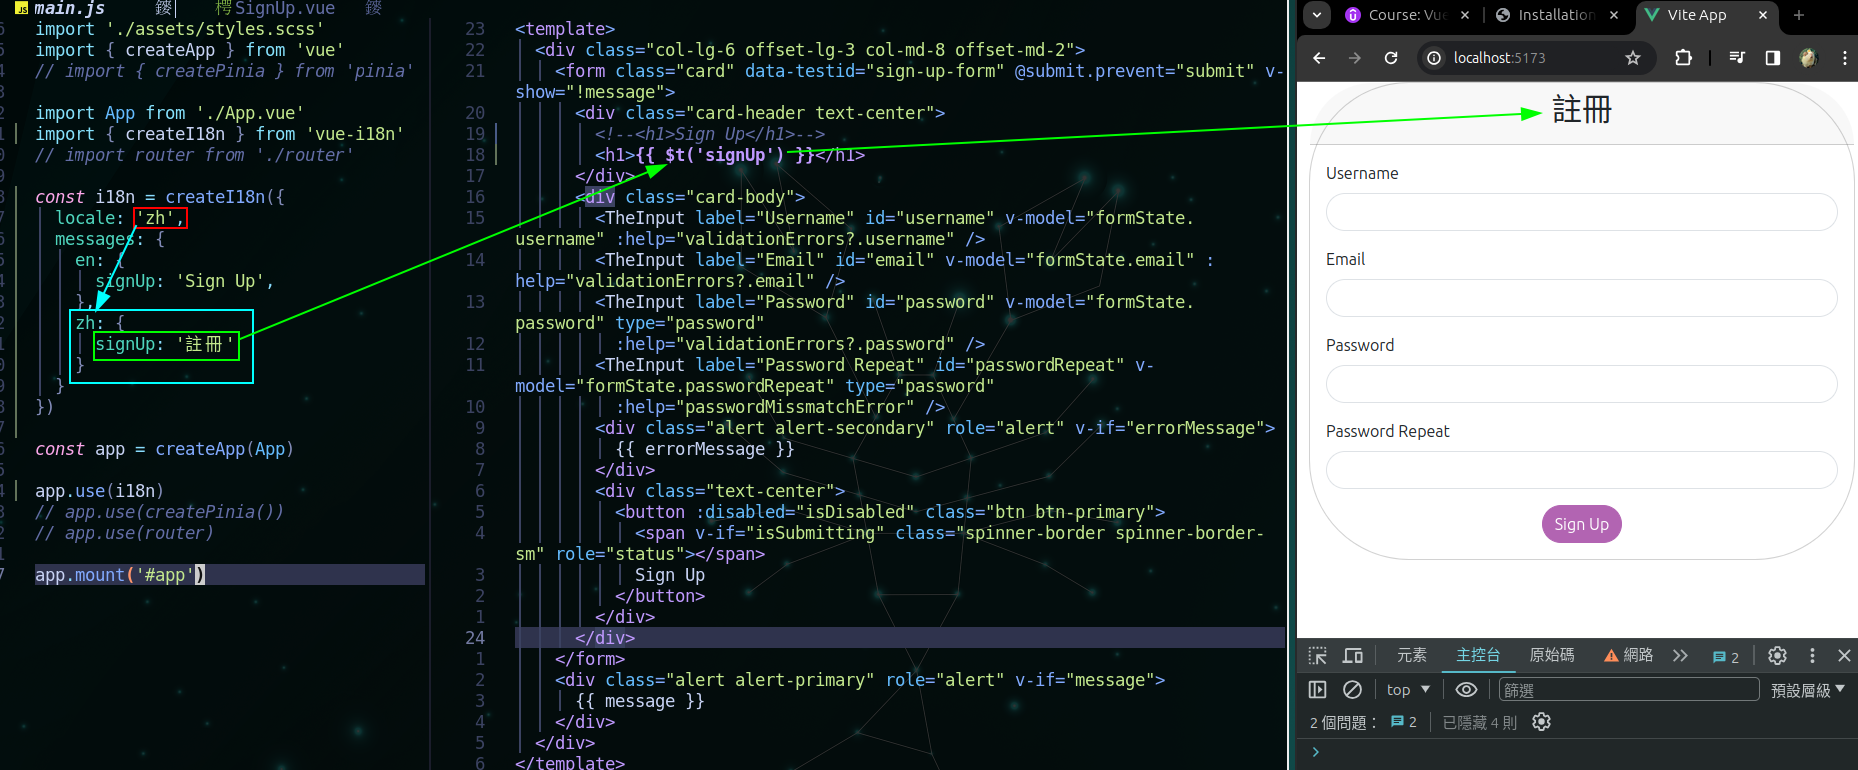 JS main.js 鑁 樗SignUp.vue 鑁
import './assets/styles.scss'
import { createApp } from 'vue'
// import { createPinia } from 'pinia'
import App from './App.vue'
import { createI18n } from 'vue-i18n'
// import router from './router'
const i18n = createI18n({
locale: 'zh',
messages: {
en: {
signUp: 'Sign Up',
},
zh: {
signUp: '註冊'
}
}
})
const app = createApp(App)
app.use(i18n)
// app.use(createPinia())
// app.use(router)
app.mount('#app')
23 <template>
22 <div class="col-lg-6 offset-lg-3 col-md-8 offset-md-2">
21 <form class="card" data-testid="sign-up-form" @submit.prevent="submit" v-
show="!message">
20 <div class="card-header text-center">
19 <!--<h1>Sign Up</h1>-->
18 <h1>{{ $t('signUp') }}</h1>
17 </div>
16 <div class="card-body">
15 <TheInput label="Username" id="username" v-model="formState.
username" :help="validationErrors?.username" />
14 <TheInput label="Email" id="email" v-model="formState.email" :
help="validationErrors?.email" />
13 <TheInput label="Password" id="password" v-model="formState.
password" type="password"
12 :help="validationErrors?.password" />
11 <TheInput label="Password Repeat" id="passwordRepeat" v-
model="formState.passwordRepeat" type="password"
10 :help="passwordMissmatchError" />
9 <div class="alert alert-secondary" role="alert" v-if="errorMessage">
8 {{ errorMessage }}
7 </div>
6 <div class="text-center">
5 <button :disabled="isDisabled" class="btn btn-primary">
4 <span v-if="isSubmitting" class="spinner-border spinner-border-
sm" role="status"></span>
3 Sign Up
2 </button>
1 </div>
24 </div>
1 </form>
2 <div class="alert alert-primary" role="alert" v-if="message">
3 {{ message }}
4 </div>
5 </div>
6 </template>
Course: Vue
Installation
Vite App
localhost:5173
註冊
Username
Email
Password
Password Repeat
Sign Up
元素 主控台 原始碼 網路 2
top 篩選 預設層級
2 個問題： 2 已隱藏 4 則